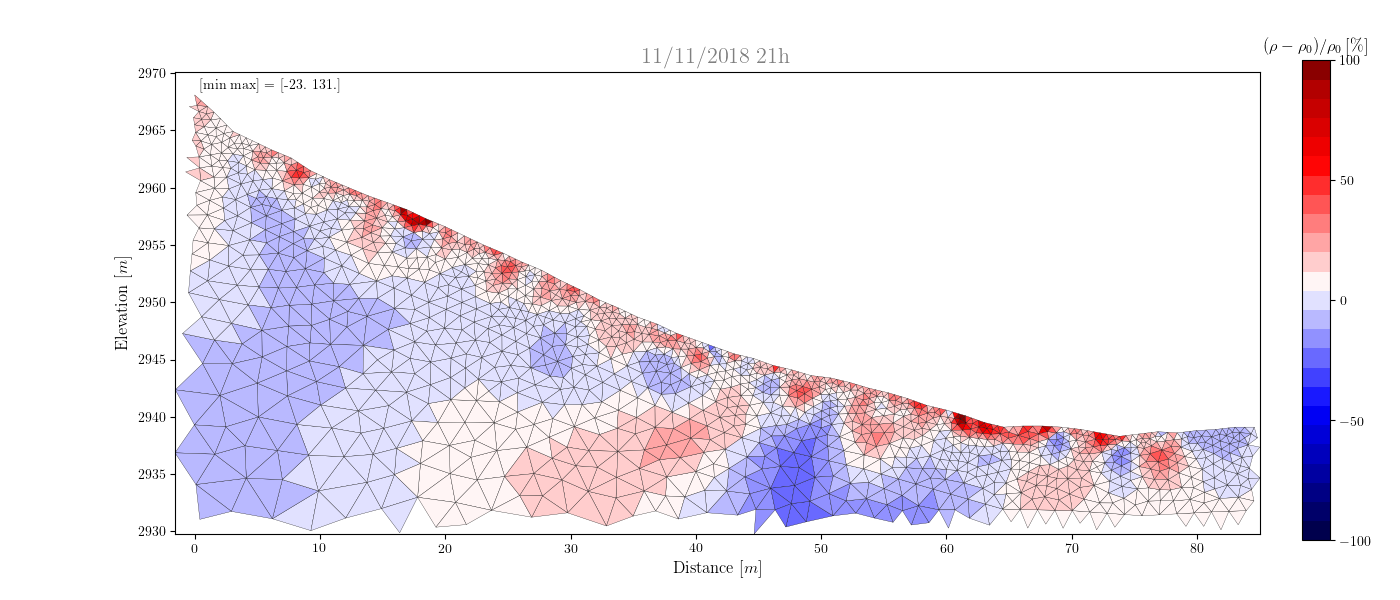 11/11/2018 21h
(ρ − ρ0)/ρ0 [%]
[min max] = [-23. 131.]
2970
2965
2960
2955
2950
2945
2940
2935
2930
Elevation [m]
0 10 20 30 40 50 60 70 80
Distance [m]
100
50
0
−50
−100